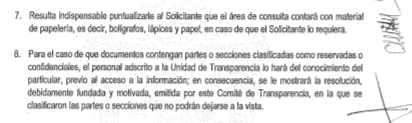 7. Resulta indispensable puntualizarle al Solicitante que el área de consulta contará con material
de papelería, es decir, bolígrafos, lápices y papel, en caso de que el Solicitante lo requiera.
8. Para el caso de que documentos contengan partes o secciones clasificadas como reservadas o
confidenciales, el personal adscrito a la Unidad de Transparencia lo hará del conocimiento del
particular, previo al acceso a la información; en consecuencia, se le mostrará la resolución,
debidamente fundada y motivada, emitida por este Comité de Transparencia, en la que se
clasificaron las partes o secciones que no podrán dejarse a la vista.